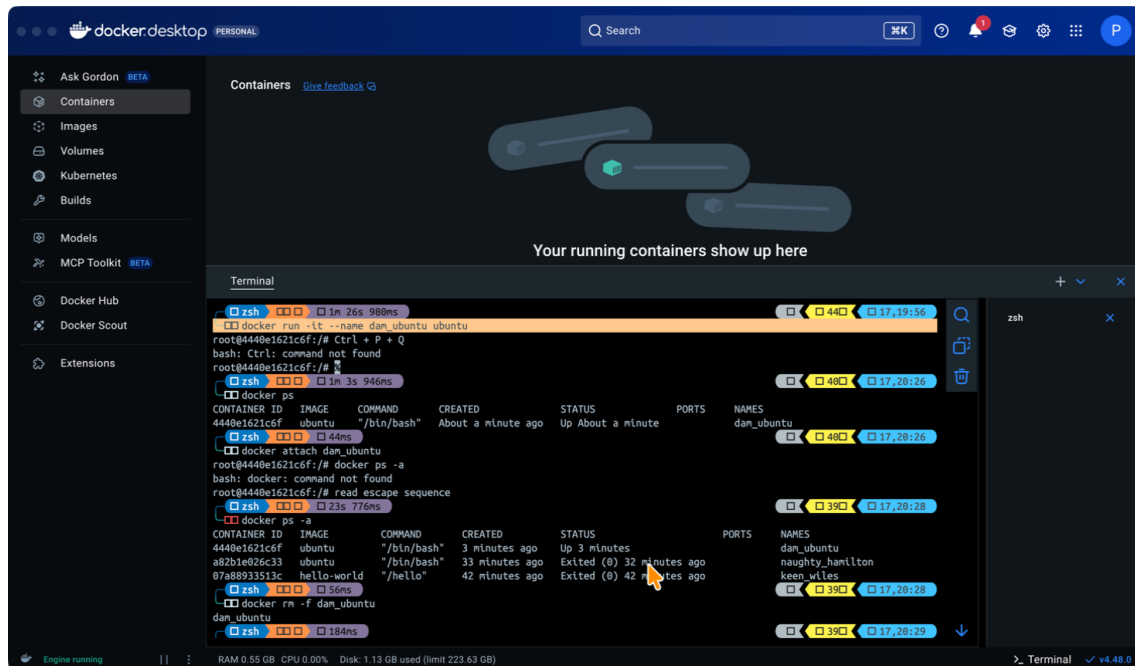 docker.desktop PERSONAL
Search
⌘K
1
P
Ask Gordon BETA
Containers
Images
Volumes
Kubernetes
Builds
Models
MCP Toolkit BETA
Docker Hub
Docker Scout
Extensions
Containers Give feedback
Your running containers show up here
Terminal
zsh
zsh 1m 26s 980ms 44 17,19:56
docker run -it --name dam_ubuntu ubuntu
root@4440e1621c6f:/# Ctrl + P + Q
bash: Ctrl: command not found
root@4440e1621c6f:/# %
zsh 1m 3s 946ms 40 17,20:26
docker ps
CONTAINER ID IMAGE COMMAND CREATED STATUS PORTS NAMES
4440e1621c6f ubuntu "/bin/bash" About a minute ago Up About a minute dam_ubuntu
zsh 44ms 40 17,20:26
docker attach dam_ubuntu
root@4440e1621c6f:/# docker ps -a
bash: docker: command not found
root@4440e1621c6f:/# read escape sequence
zsh 23s 776ms 39 17,20:28
docker ps -a
CONTAINER ID IMAGE COMMAND CREATED STATUS PORTS NAMES
4440e1621c6f ubuntu "/bin/bash" 3 minutes ago Up 3 minutes dam_ubuntu
a82b1e026c33 ubuntu "/bin/bash" 33 minutes ago Exited (0) 32 minutes ago naughty_hamilton
07a88933513c hello-world "/hello" 42 minutes ago Exited (0) 42 minutes ago keen_wiles
zsh 56ms 39 17,20:28
docker rm -f dam_ubuntu
dam_ubuntu
zsh 184ms 39 17,20:29
Engine running
RAM 0.55 GB CPU 0.00% Disk: 1.13 GB used (limit 223.63 GB)
Terminal
v4.48.0